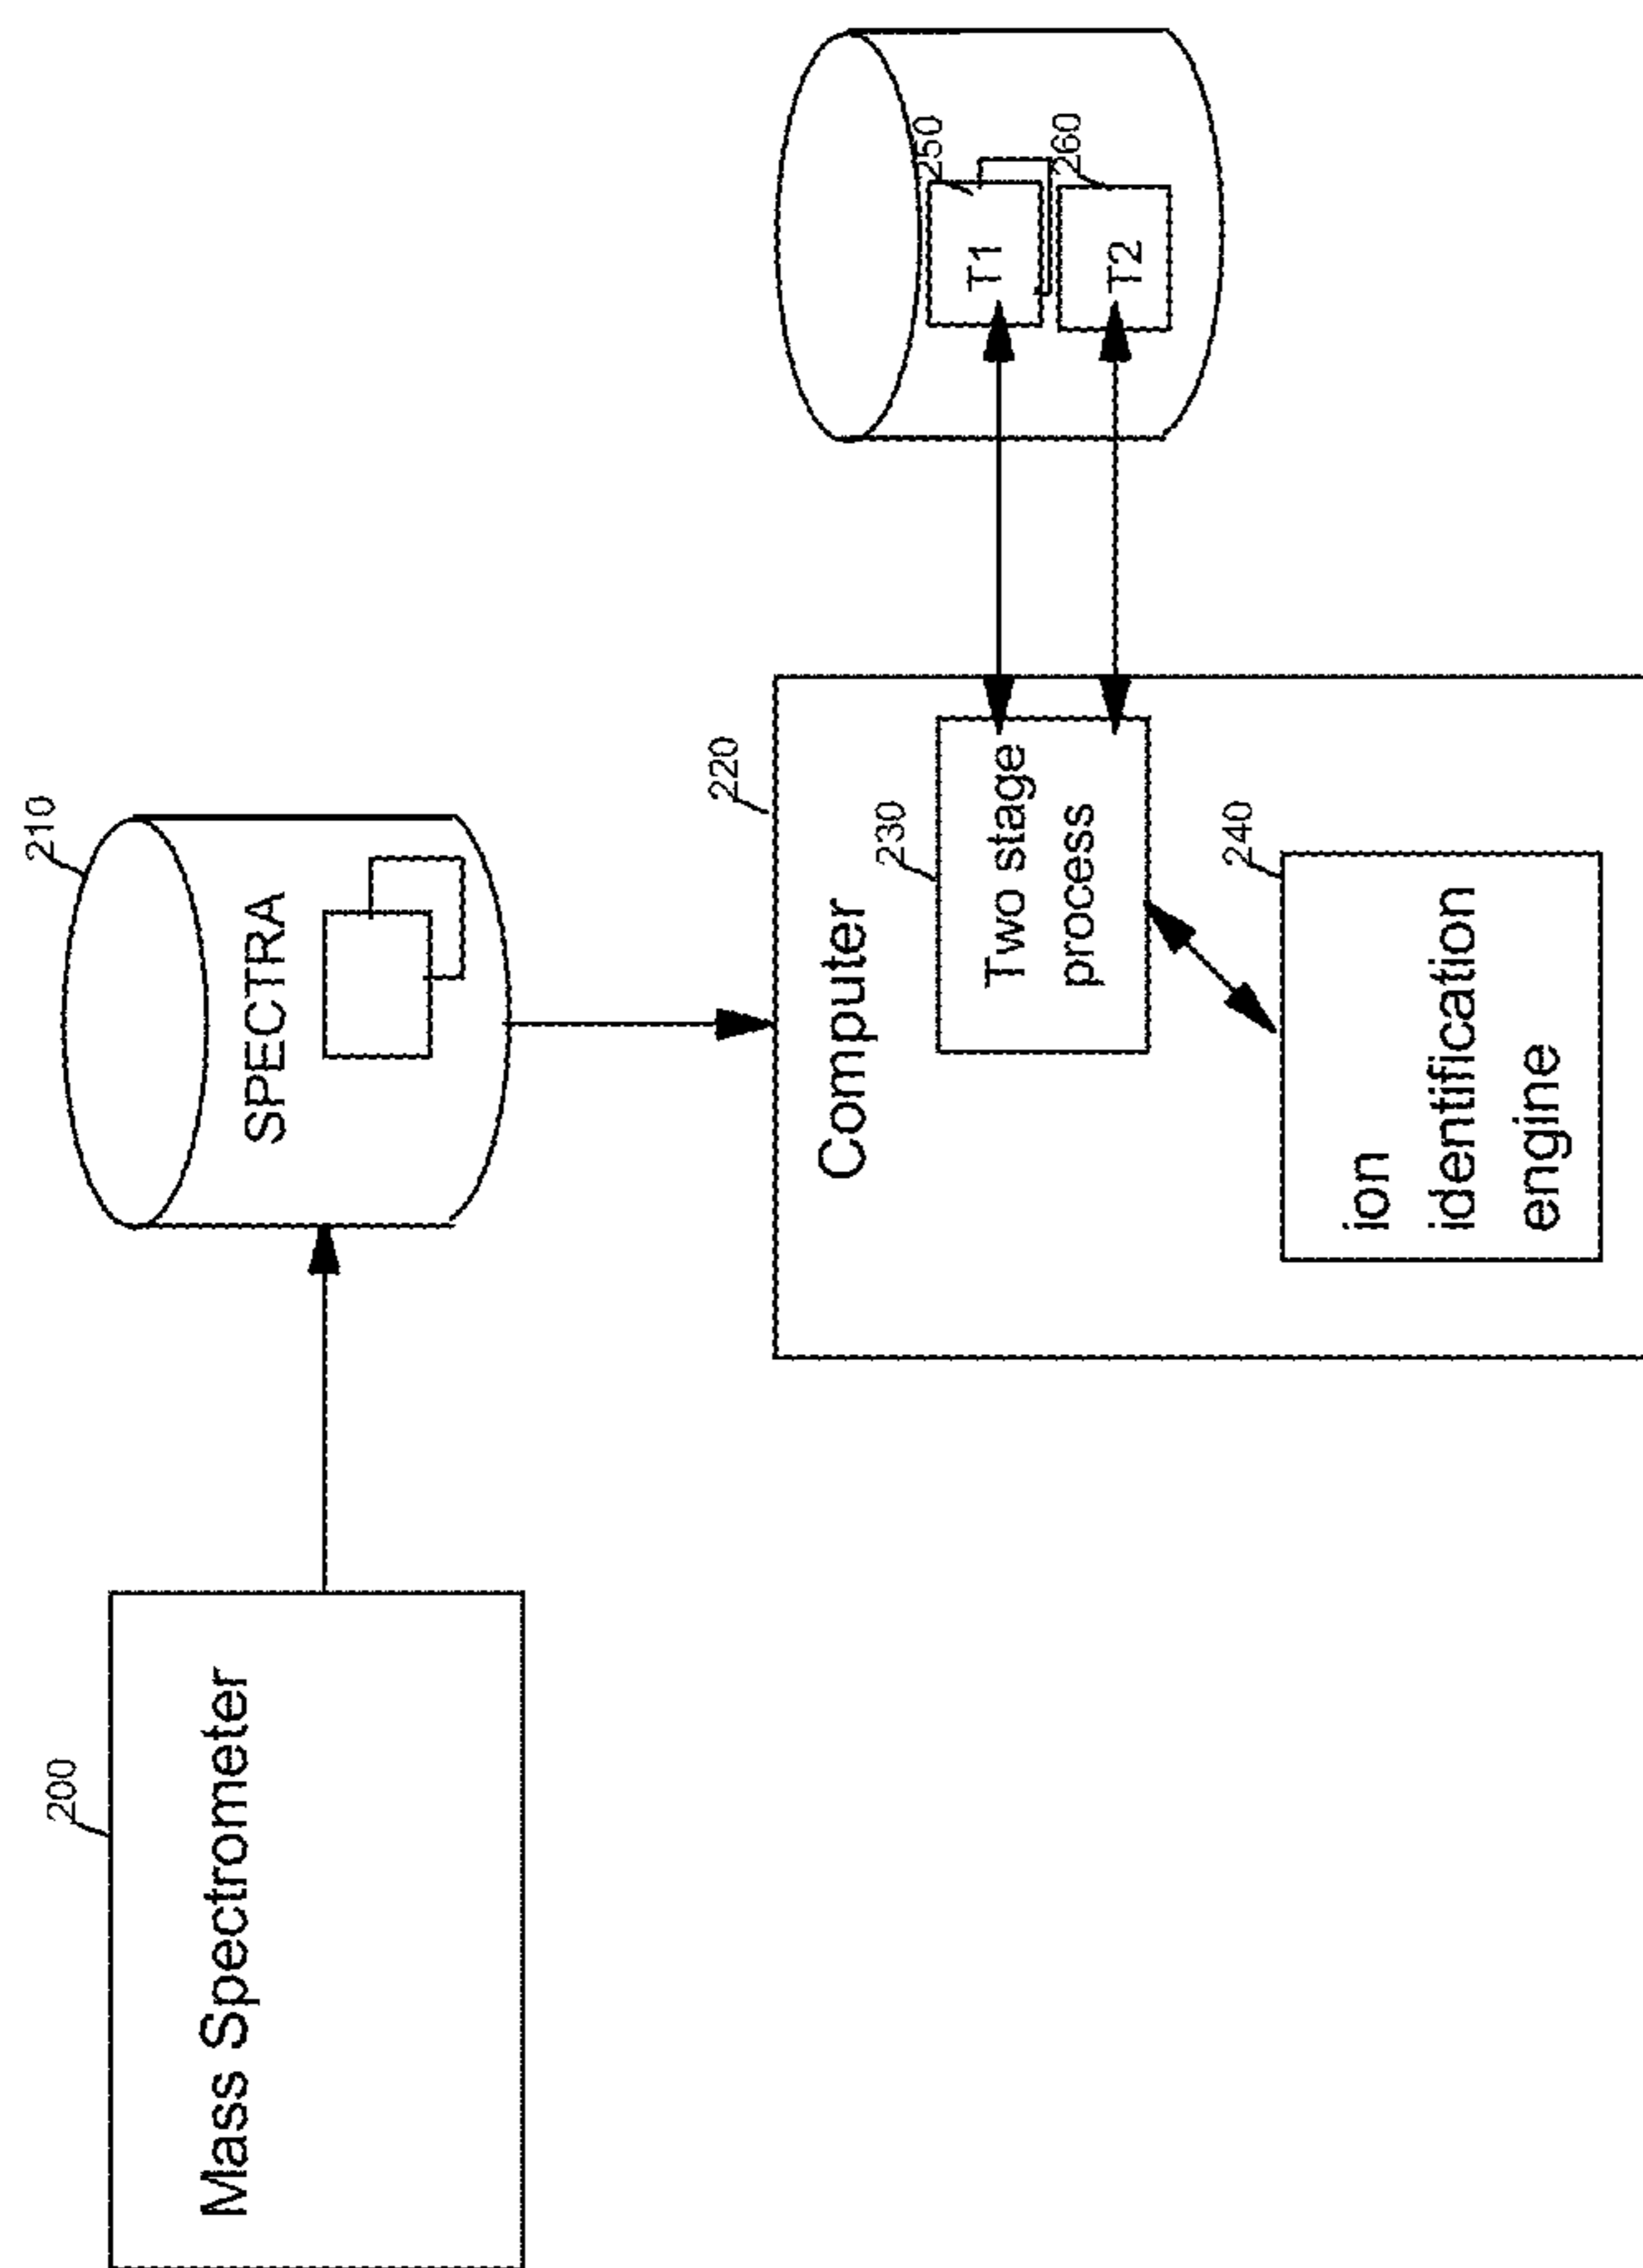 200
Mass Spectrometer
210
SPECTRA
220
Computer
230
Two stage
process
240
ion
identification
engine
250
T1
260
T2